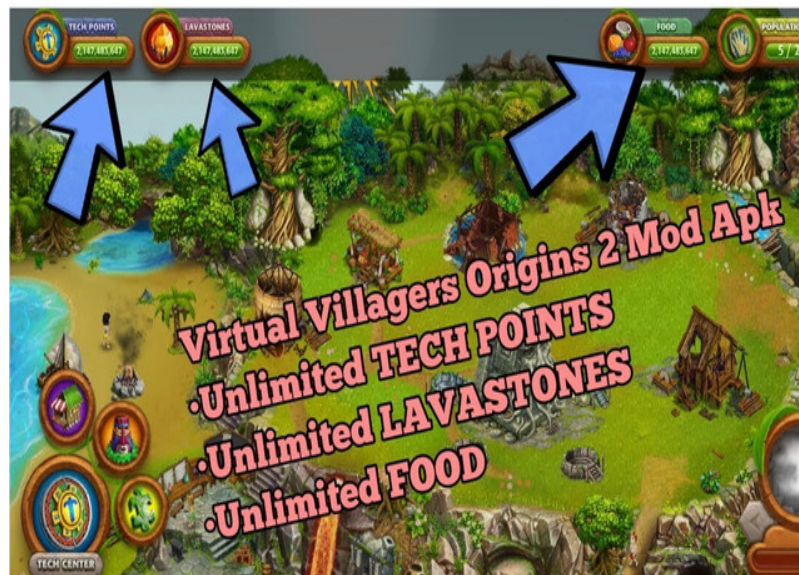 TECH POINTS
2,147,483,647
LAVASTONES
2,147,483,647
FOOD
2,147,483,647
POPULATIO
5 / 2
Virtual Villagers Origins 2 Mod Apk
•Unlimited TECH POINTS
•Unlimited LAVASTONES
•Unlimited FOOD
TECH CENTER